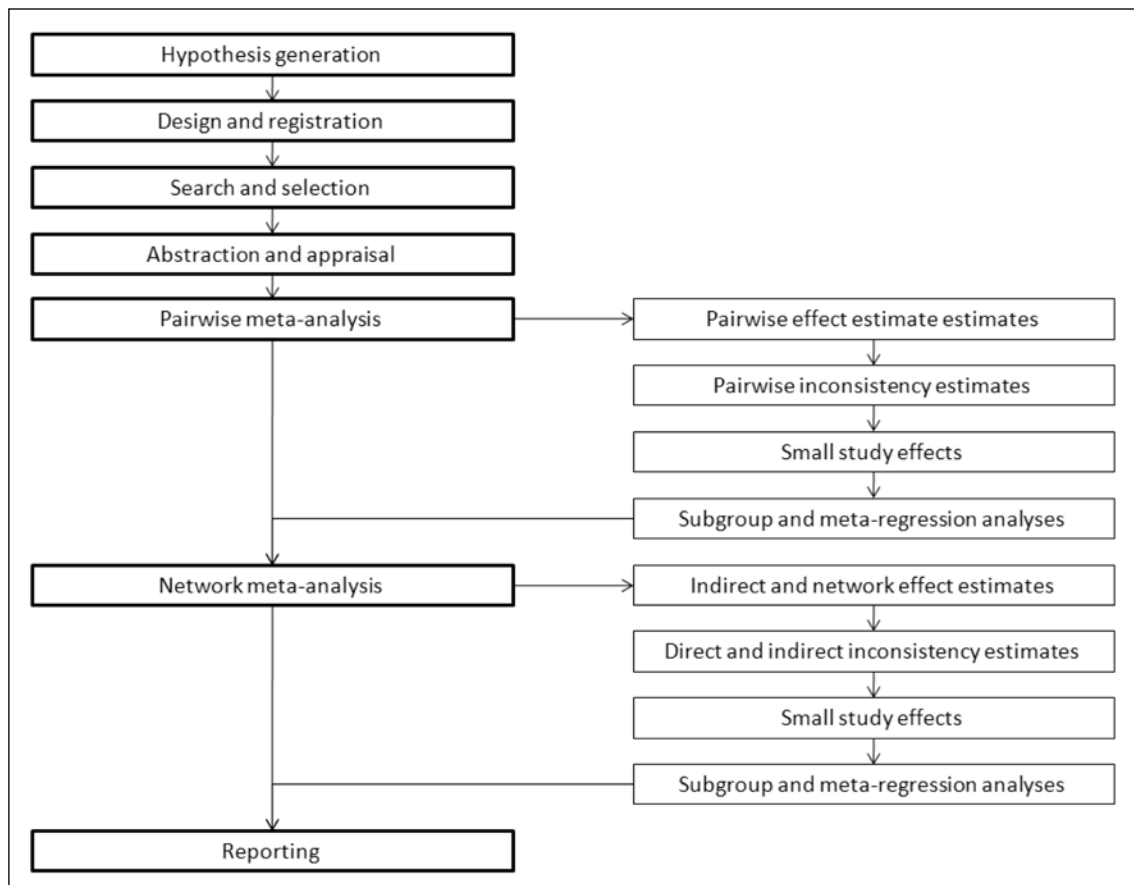 Hypothesis generation
Design and registration
Search and selection
Abstraction and appraisal
Pairwise meta-analysis
Pairwise effect estimate estimates
Pairwise inconsistency estimates
Small study effects
Subgroup and meta-regression analyses
Network meta-analysis
Indirect and network effect estimates
Direct and indirect inconsistency estimates
Small study effects
Subgroup and meta-regression analyses
Reporting